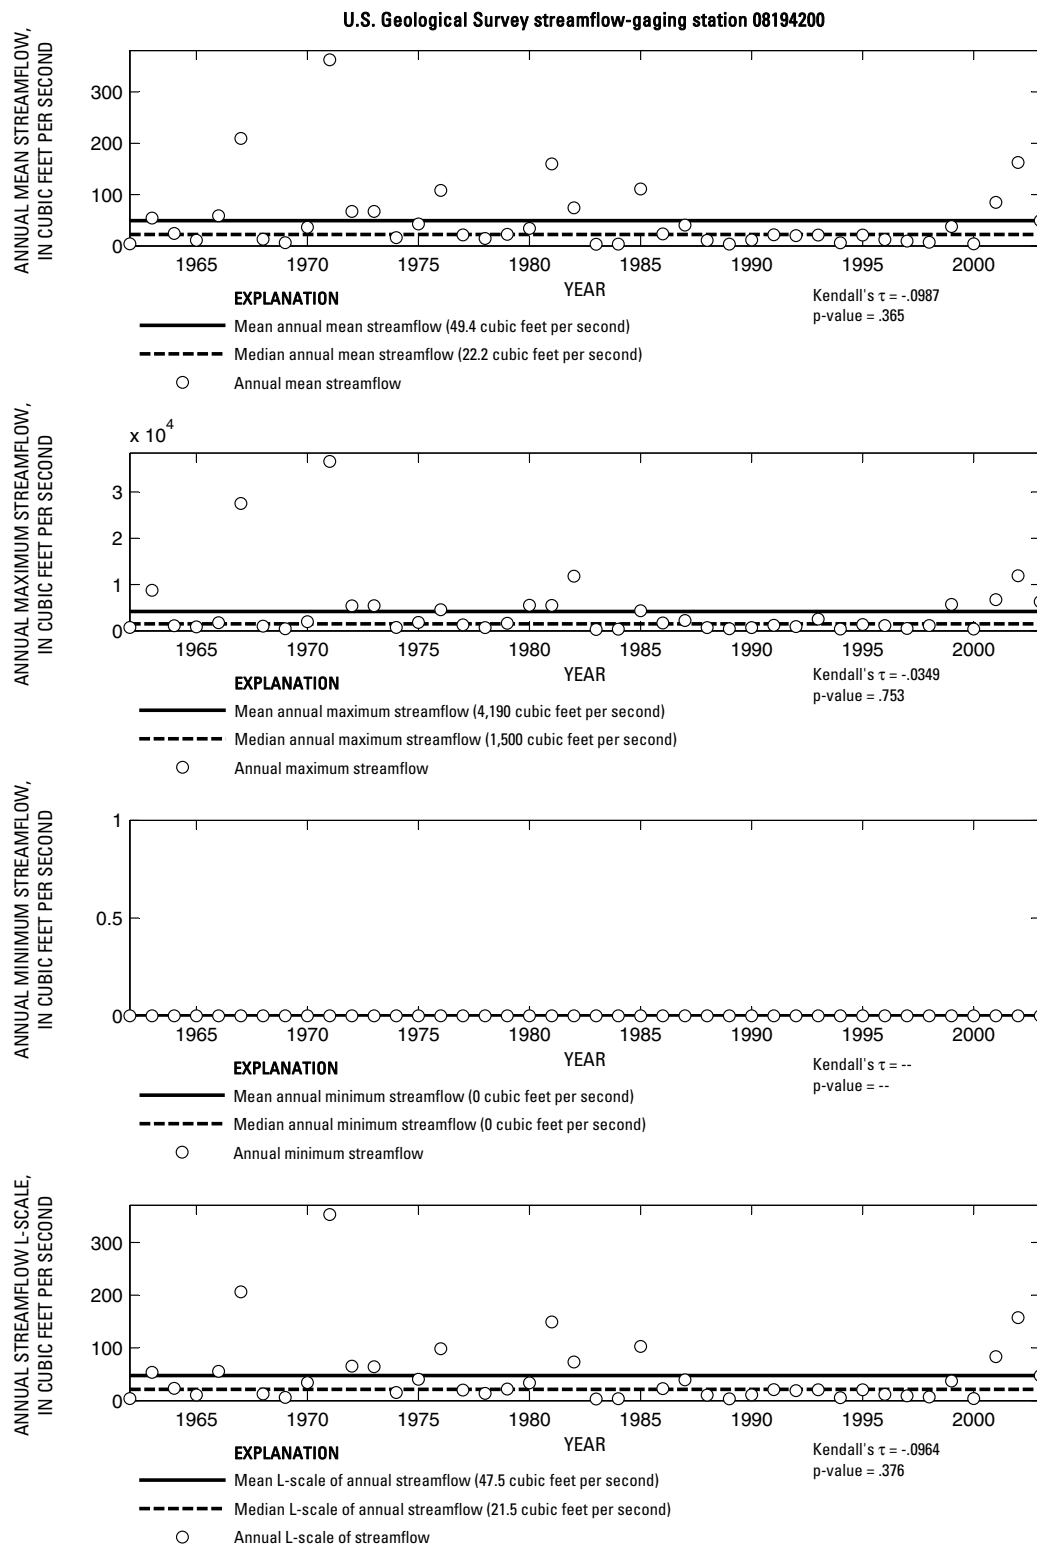 U.S. Geological Survey streamflow-gaging station 08194200
ANNUAL MEAN STREAMFLOW,
IN CUBIC FEET PER SECOND
300
200
100
0
1965 1970 1975 1980 1985 1990 1995 2000
YEAR
Kendall's τ = -.0987
p-value = .365
EXPLANATION
Mean annual mean streamflow (49.4 cubic feet per second)
Median annual mean streamflow (22.2 cubic feet per second)
Annual mean streamflow
ANNUAL MAXIMUM STREAMFLOW,
IN CUBIC FEET PER SECOND
x 10^4
3
2
1
0
1965 1970 1975 1980 1985 1990 1995 2000
YEAR
Kendall's τ = -.0349
p-value = .753
EXPLANATION
Mean annual maximum streamflow (4,190 cubic feet per second)
Median annual maximum streamflow (1,500 cubic feet per second)
Annual maximum streamflow
ANNUAL MINIMUM STREAMFLOW,
IN CUBIC FEET PER SECOND
1
0.5
0
1965 1970 1975 1980 1985 1990 1995 2000
YEAR
Kendall's τ = --
p-value = --
EXPLANATION
Mean annual minimum streamflow (0 cubic feet per second)
Median annual minimum streamflow (0 cubic feet per second)
Annual minimum streamflow
ANNUAL STREAMFLOW L-SCALE,
IN CUBIC FEET PER SECOND
300
200
100
0
1965 1970 1975 1980 1985 1990 1995 2000
YEAR
Kendall's τ = -.0964
p-value = .376
EXPLANATION
Mean L-scale of annual streamflow (47.5 cubic feet per second)
Median L-scale of annual streamflow (21.5 cubic feet per second)
Annual L-scale of streamflow